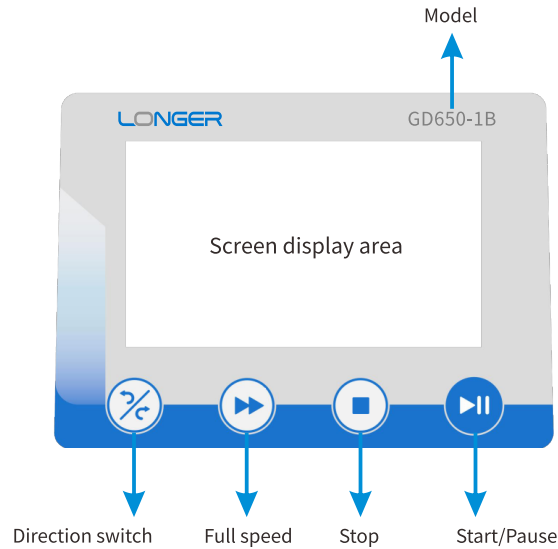 Model
LONGER
GD650-1B
Screen display area
Direction switch
Full speed
Stop
Start/Pause